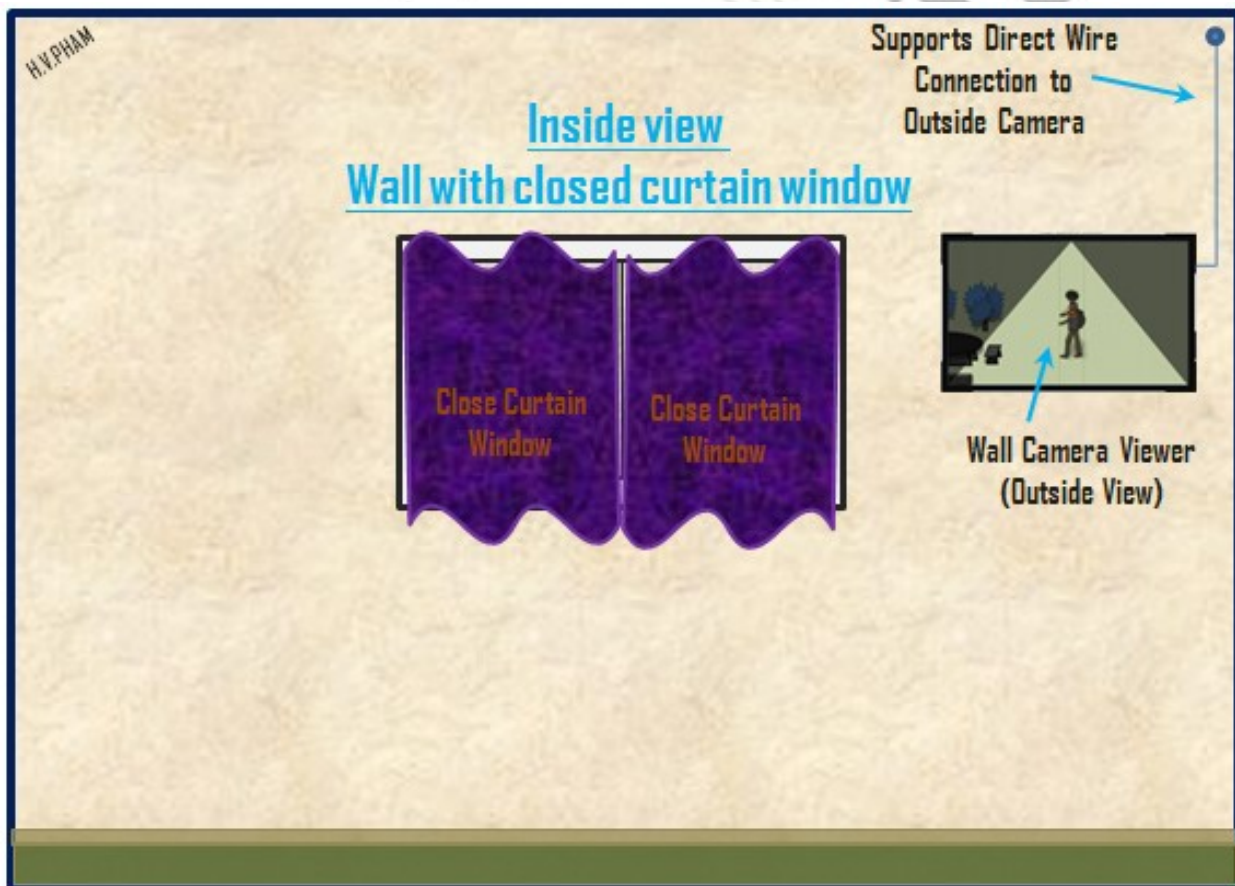 H.V.PHAM
Supports Direct Wire
Connection to
Outside Camera
Inside view
Wall with closed curtain window
Close Curtain
Window
Close Curtain
Window
Wall Camera Viewer
(Outside View)